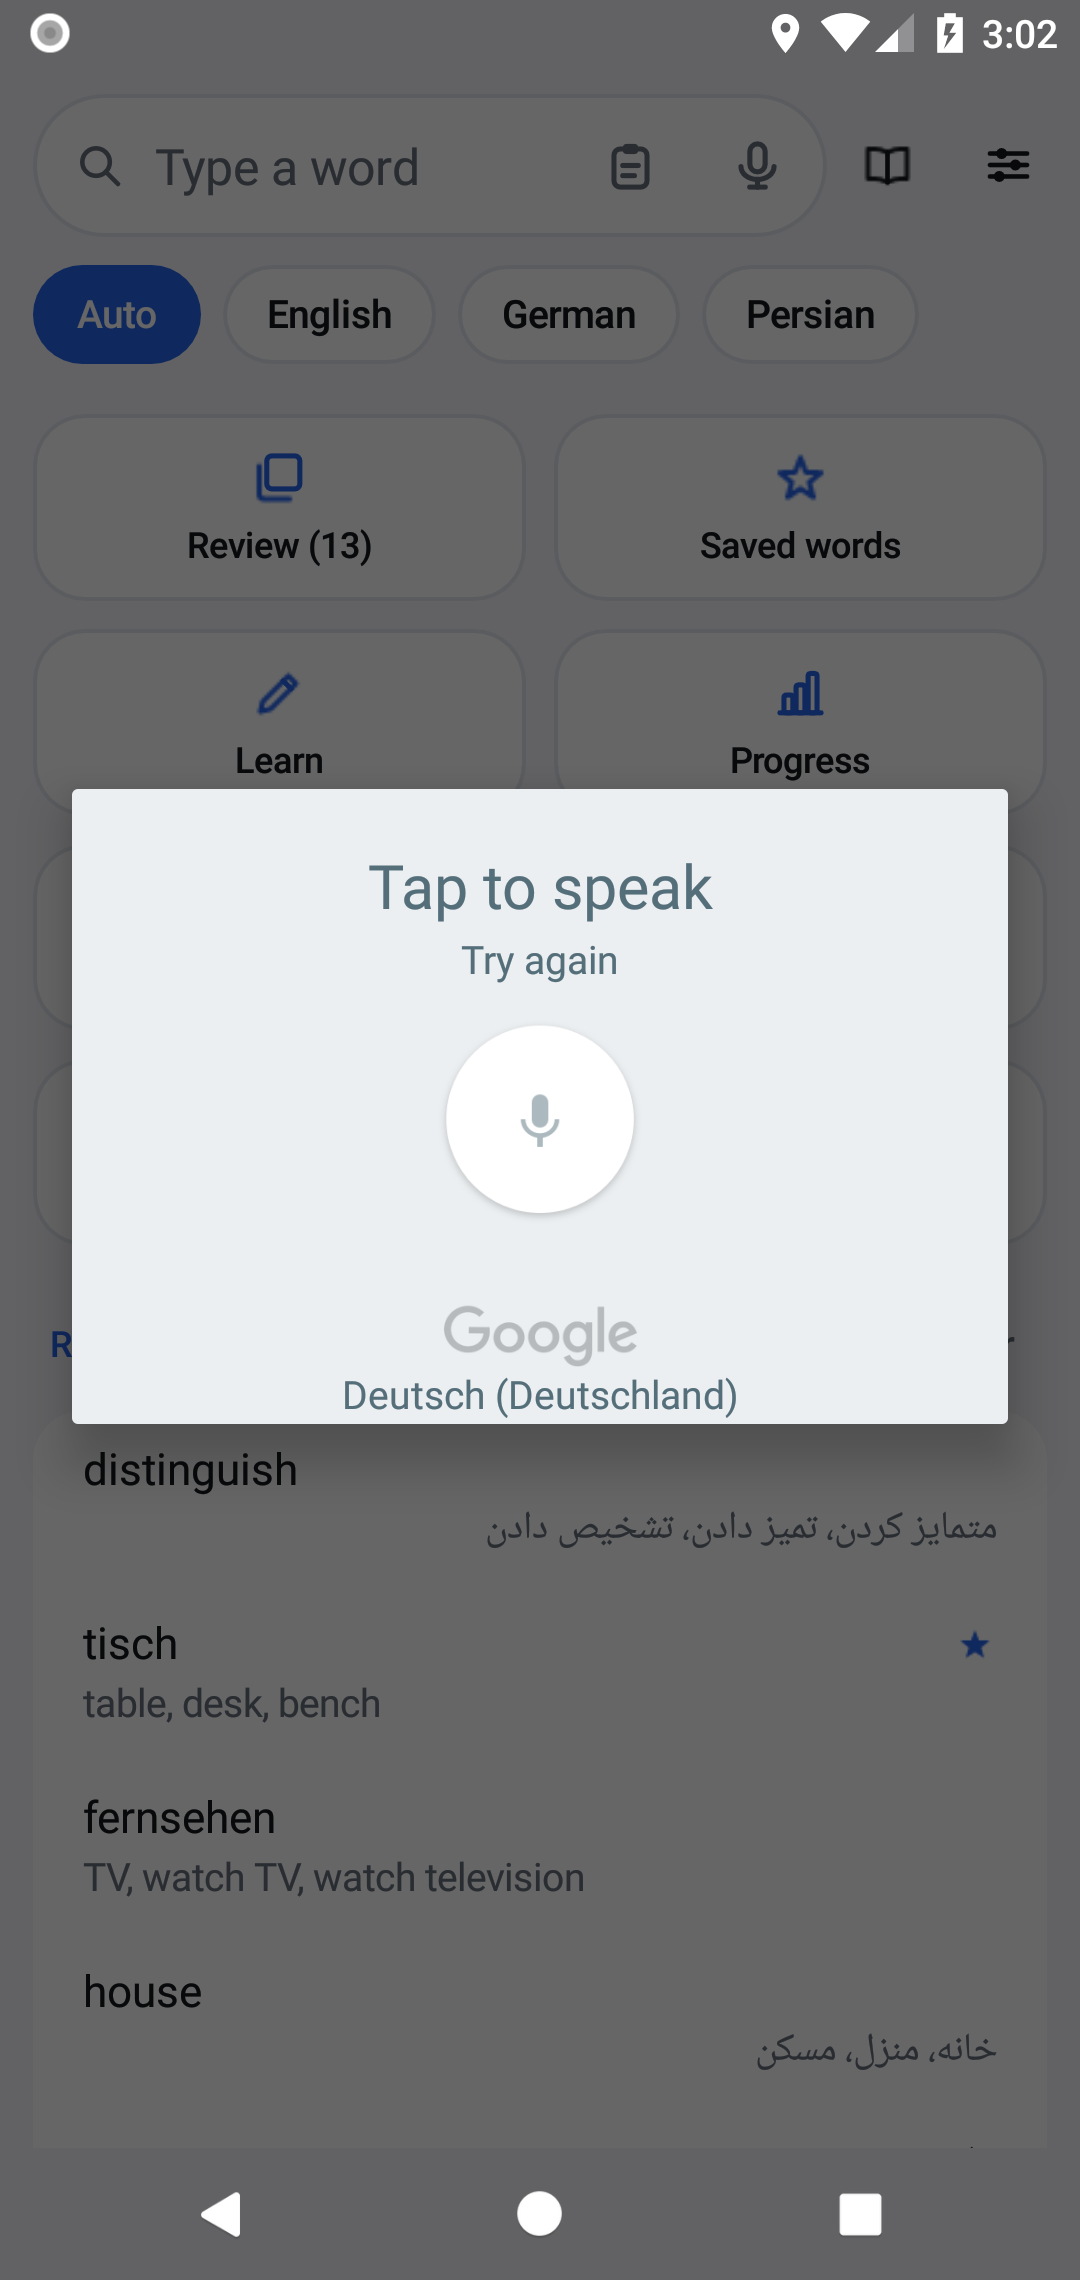 3:02
Type a word
Auto English German Persian
Review (13) Saved words
Learn Progress
Tap to speak
Try again
Google
Deutsch (Deutschland)
distinguish
متمایز کردن، تمیز دادن، تشخیص دادن
tisch
table, desk, bench
fernsehen
TV, watch TV, watch television
house
خانه، منزل، مسکن